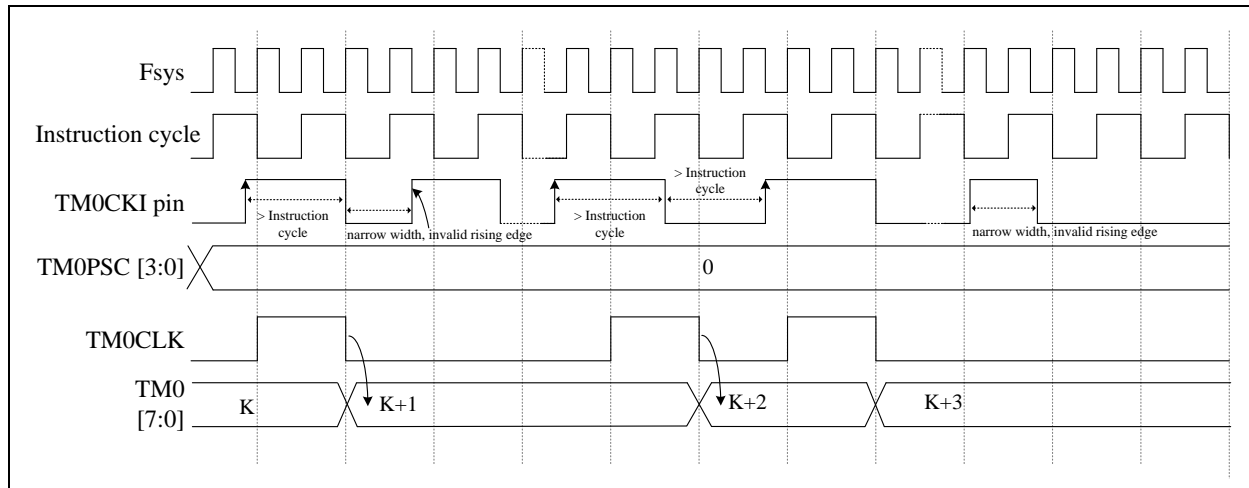 Fsys
Instruction cycle
> Instruction
cycle
TM0CKI pin
> Instruction
cycle
narrow width, invalid rising edge
> Instruction
cycle
narrow width, invalid rising edge
TM0PSC [3:0]
0
TM0CLK
TM0
[7:0]
K
K+1
K+2
K+3